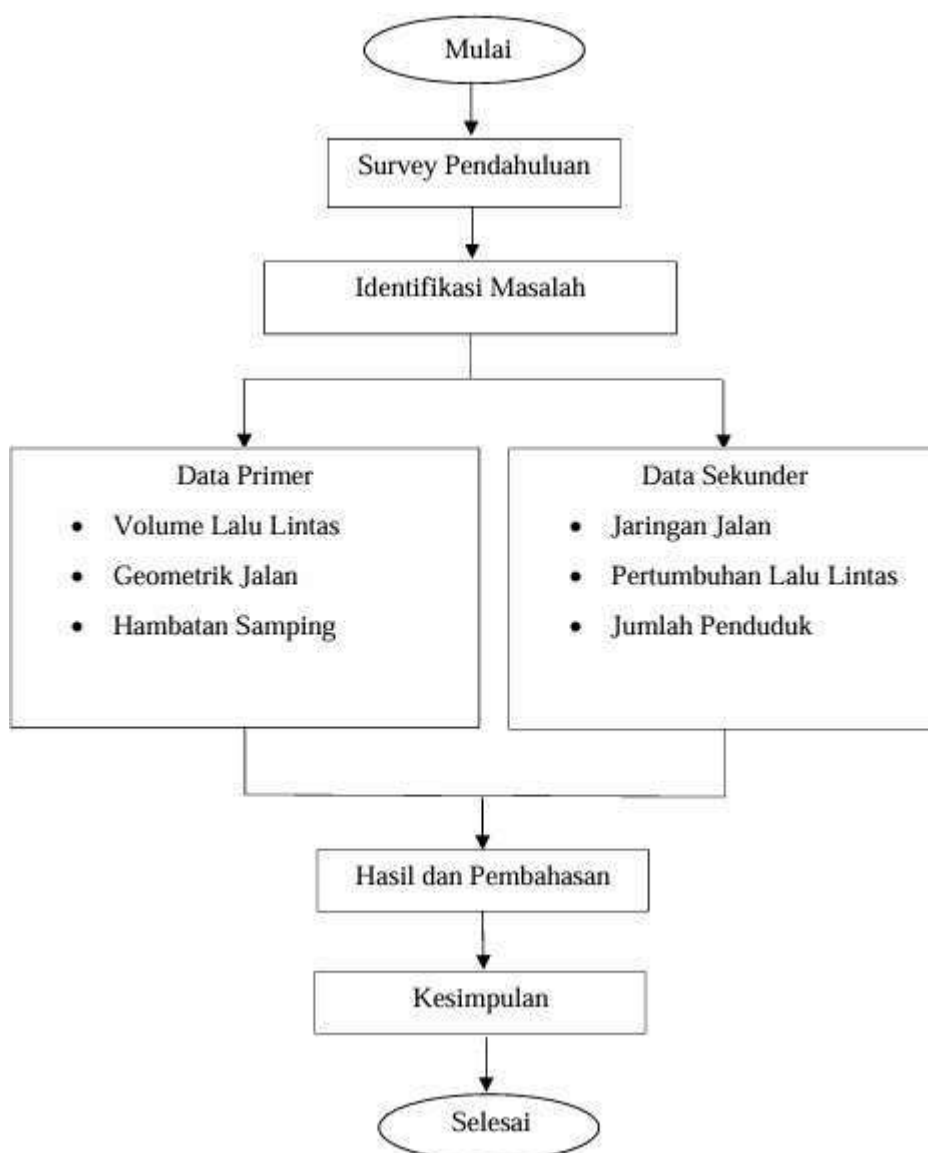 Mulai
Survey Pendahuluan
Identifikasi Masalah
Data Primer
• Volume Lalu Lintas
• Geometrik Jalan
• Hambatan Samping
Data Sekunder
• Jaringan Jalan
• Pertumbuhan Lalu Lintas
• Jumlah Penduduk
Hasil dan Pembahasan
Kesimpulan
Selesai